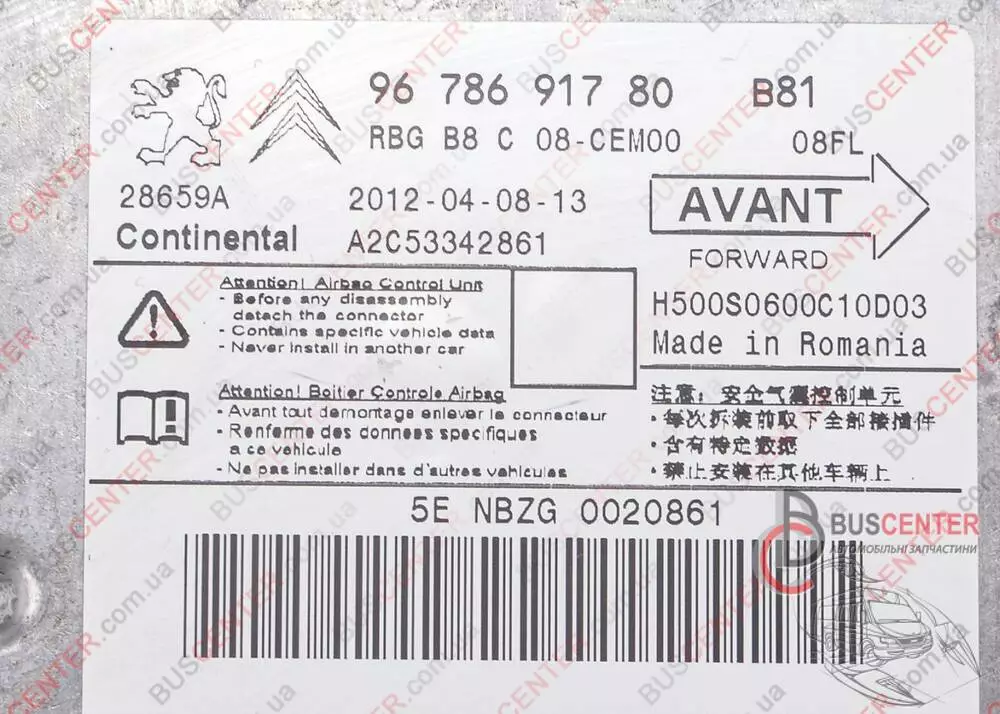 96 786 917 80 B81
RBG B8 C 08-CEM00 08FL
28659A 2012-04-08-13
AVANT
Continental A2C53342861
FORWARD
Attention! Airbag Control Unit
- Before any disassembly
detach the connector
- Contains specific vehicle data
- Never install in another car
H500S0600C10D03
Made in Romania
Attention! Boitier Controle Airbag
- Avant tout demontage enlever le connecteur
- Renferme des donnees specifiques
a ce vehicule
- Ne pas installer dans d'autres vehicules
注意: 安全气囊控制单元
• 每次拆装前取下全部接插件
• 含有特定数据
• 禁止安装在其他车辆上
5E NBZG 0020861
BUSCENTER
АВТОМОБІЛЬНІ ЗАПЧАСТИНИ
BUSCENTER.com.ua